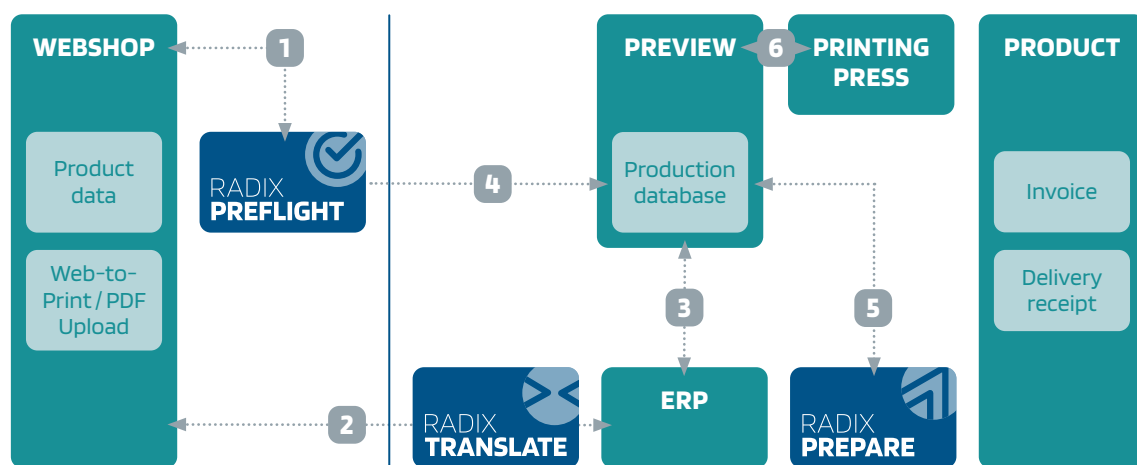 WEBSHOP
1
Product
data
Web-to-
Print / PDF
Upload
RADIX
PREFLIGHT
2
RADIX
TRANSLATE
4
PREVIEW
Production
database
3
ERP
6
PRINTING
PRESS
5
RADIX
PREPARE
PRODUCT
Invoice
Delivery
receipt